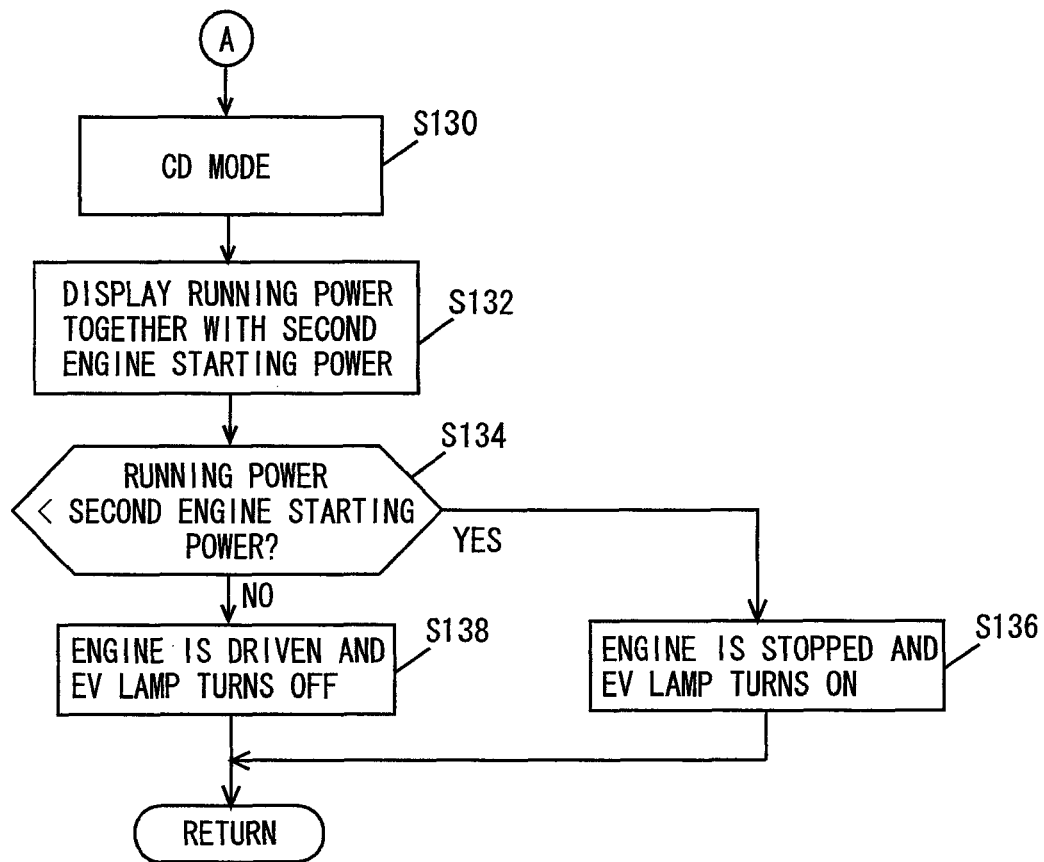 A
S130
CD MODE
S132
DISPLAY RUNNING POWER
TOGETHER WITH SECOND
ENGINE STARTING POWER
S134
RUNNING POWER
< SECOND ENGINE STARTING
POWER?
YES
NO
S138
ENGINE IS DRIVEN AND
EV LAMP TURNS OFF
S136
ENGINE IS STOPPED AND
EV LAMP TURNS ON
RETURN